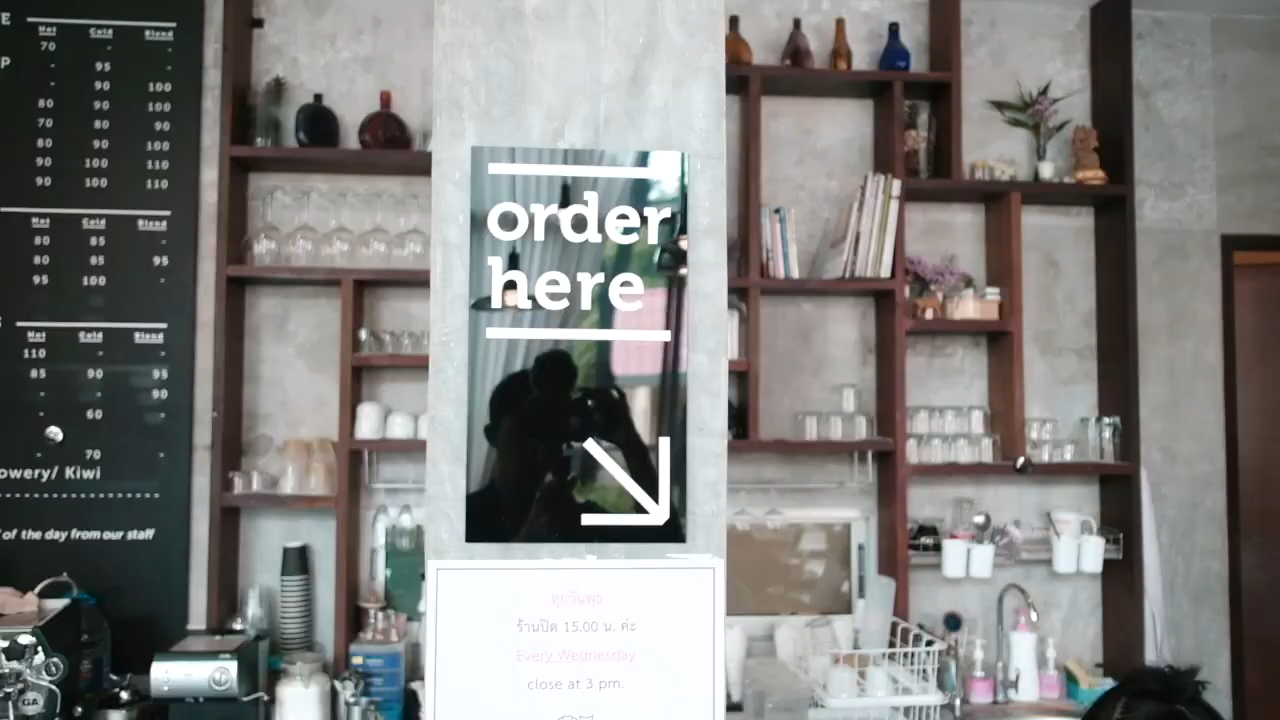 Hot Cold Blend
70 - -
- 95 -
- 90 100
80 90 100
70 80 90
80 90 100
90 100 110
90 100 110
Hot Cold Blend
80 85 -
80 85 95
95 100 -
Hot Cold Blend
110 - -
85 90 95
- - 90
- 60 -
- 70 -
owery/ Kiwi
of the day from our staff
order
here
ทุกวันพุธ
ร้านปิด 15.00 น. ค่ะ
Every Wednesday
close at 3 pm.